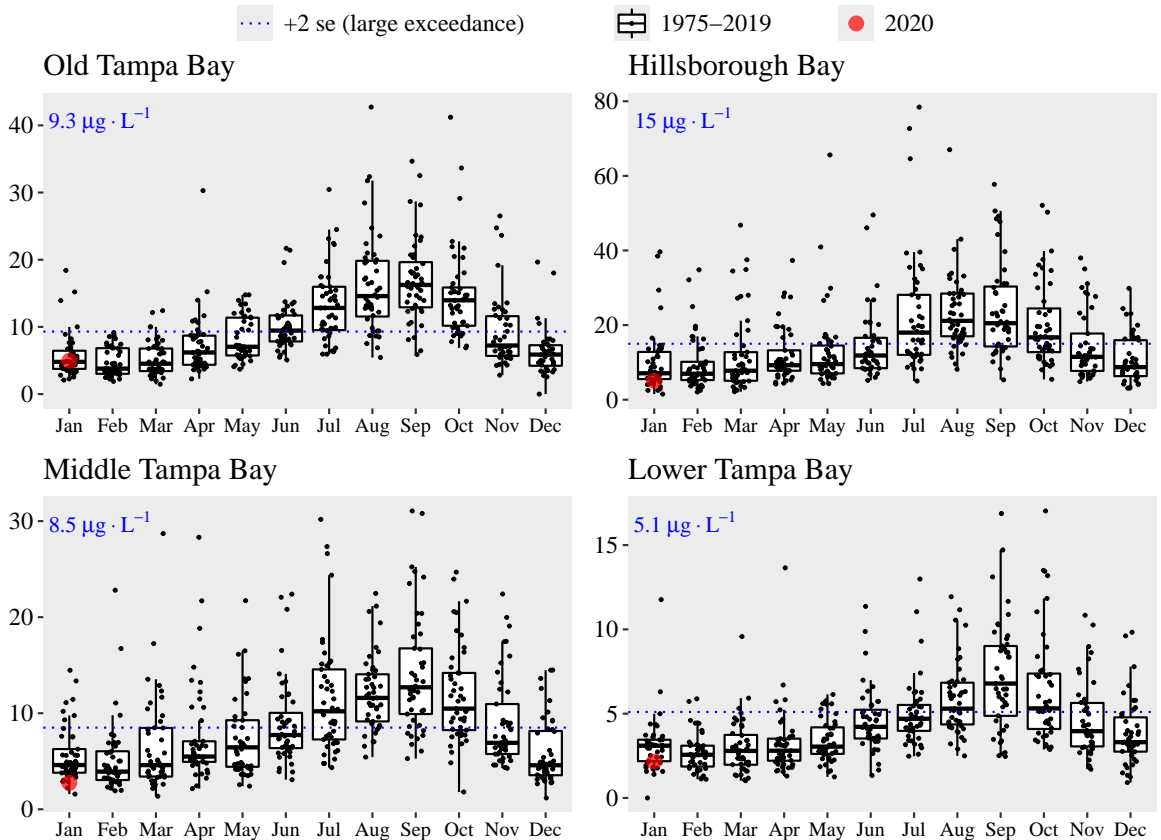 +2 se (large exceedance) 1975–2019 2020
Old Tampa Bay
9.3 μg · L⁻¹
40
30
20
10
0
Jan Feb Mar Apr May Jun Jul Aug Sep Oct Nov Dec
Hillsborough Bay
15 μg · L⁻¹
80
60
40
20
0
Jan Feb Mar Apr May Jun Jul Aug Sep Oct Nov Dec
Middle Tampa Bay
8.5 μg · L⁻¹
30
20
10
0
Jan Feb Mar Apr May Jun Jul Aug Sep Oct Nov Dec
Lower Tampa Bay
5.1 μg · L⁻¹
15
10
5
0
Jan Feb Mar Apr May Jun Jul Aug Sep Oct Nov Dec